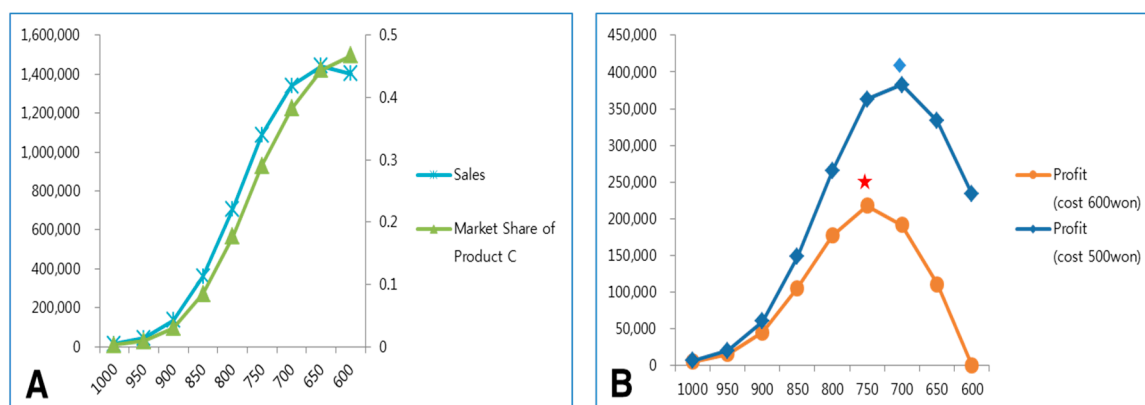 1,600,000
1,400,000
1,200,000
1,000,000
800,000
600,000
400,000
200,000
0
0.5
0.4
0.3
0.2
0.1
0
Sales
Market Share of
Product C
1000 950 900 850 800 750 700 650 600
A
450,000
400,000
350,000
300,000
250,000
200,000
150,000
100,000
50,000
0
Profit
(cost 600won)
Profit
(cost 500won)
1000 950 900 850 800 750 700 650 600
B